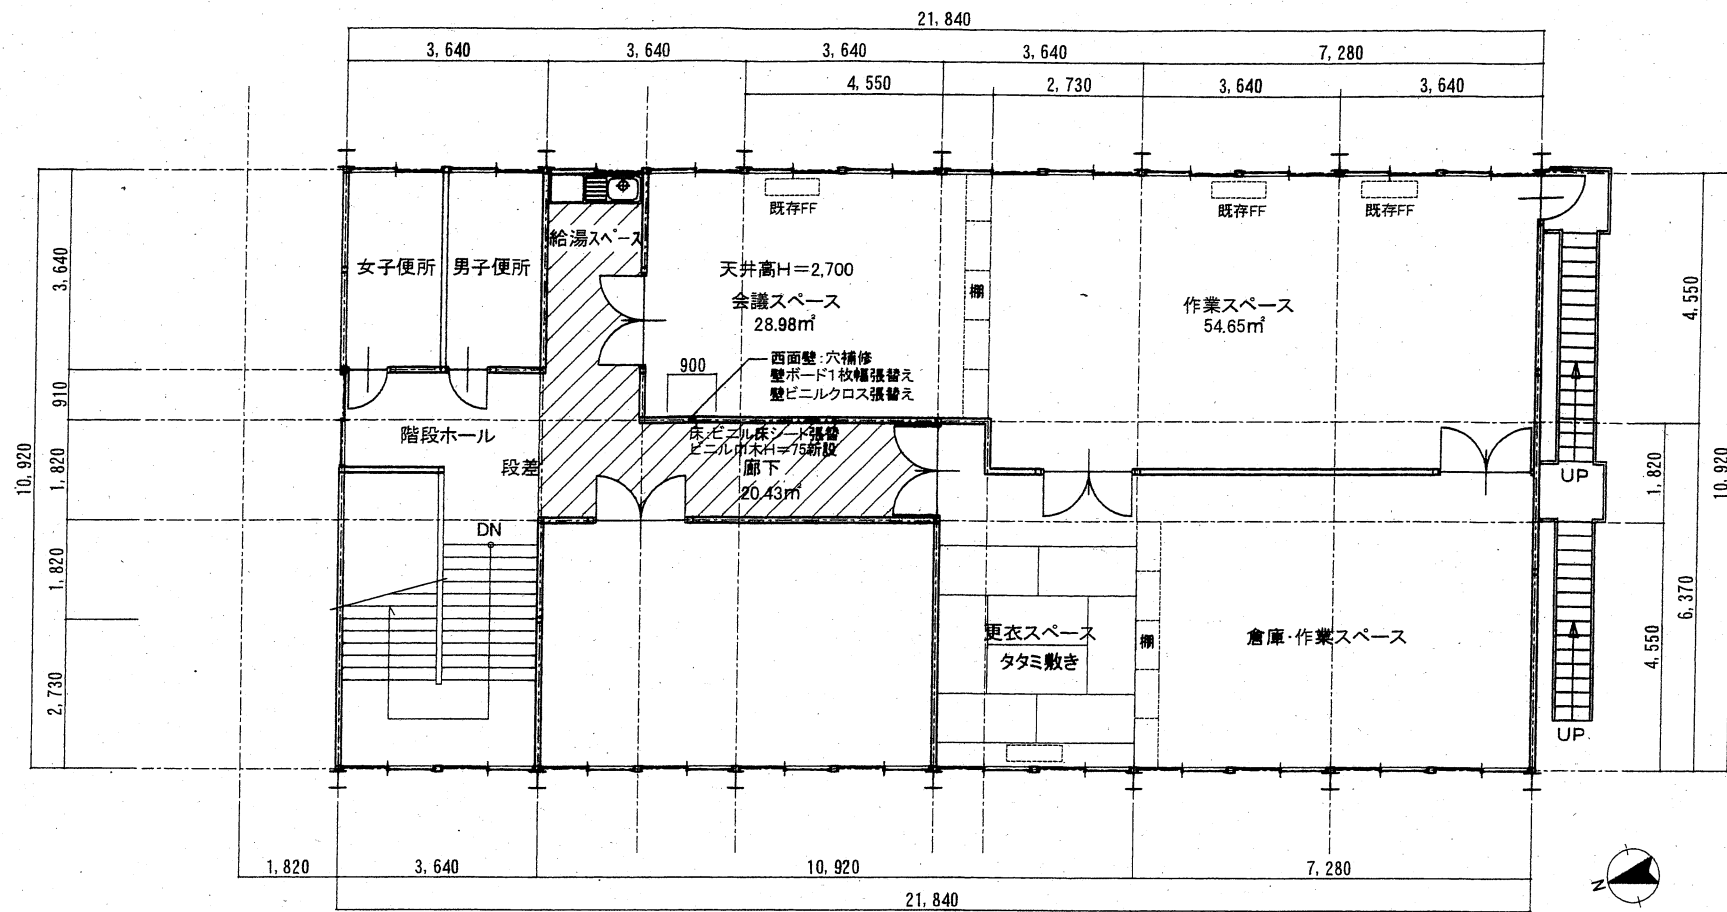 21,840
3,640
3,640
3,640
3,640
7,280
4,550
2,730
3,640
3,640
既存FF
既存FF
既存FF
給湯スペース
女子便所
男子便所
天井高H=2,700
会議スペース
28.98㎡
棚
作業スペース
54.65㎡
西面壁:穴補修
壁ボード1枚幅張替え
壁ビニルクロス張替え
900
階段ホール
床:ビニル床シート張替
ビニル巾木H=75新設
廊下
20.43㎡
段差
DN
UP
更衣スペース
タタミ敷き
棚
倉庫・作業スペース
UP
3,640
910
1,820
1,820
2,730
10,920
4,550
1,820
4,550
6,370
10,920
1,820
3,640
10,920
7,280
21,840
N